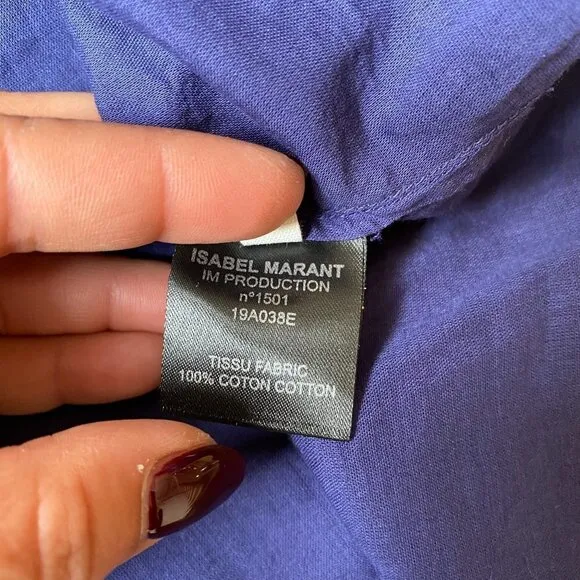 ISABEL MARANT
IM PRODUCTION
n°1501
19A038E
TISSU FABRIC
100% COTON COTTON